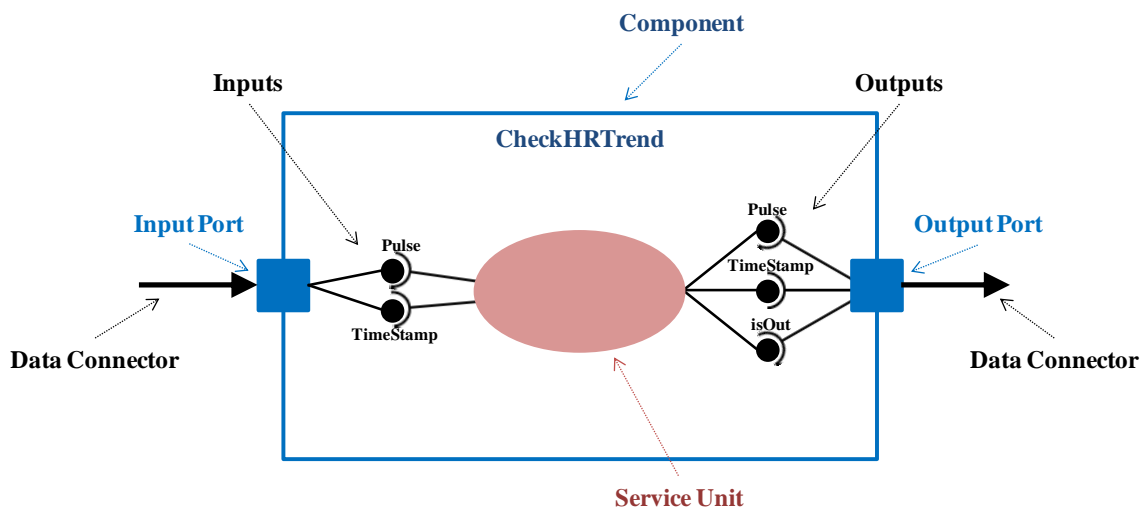 Component
Inputs
Outputs
CheckHRTrend
Input Port
Pulse
TimeStamp
Pulse
TimeStamp
isOut
Output Port
Data Connector
Data Connector
Service Unit